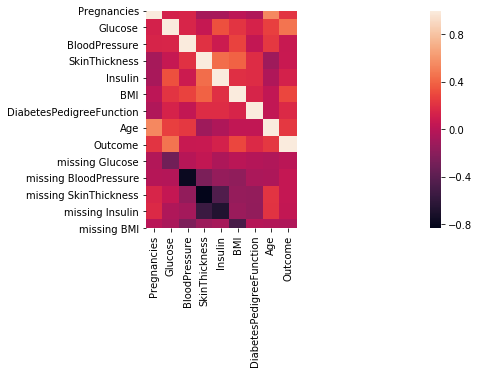 Pregnancies
Glucose
BloodPressure
SkinThickness
Insulin
BMI
DiabetesPedigreeFunction
Age
Outcome
missing Glucose
missing BloodPressure
missing SkinThickness
missing Insulin
missing BMI
Pregnancies
Glucose
BloodPressure
SkinThickness
Insulin
BMI
DiabetesPedigreeFunction
Age
Outcome
0.8
0.4
0.0
−0.4
−0.8